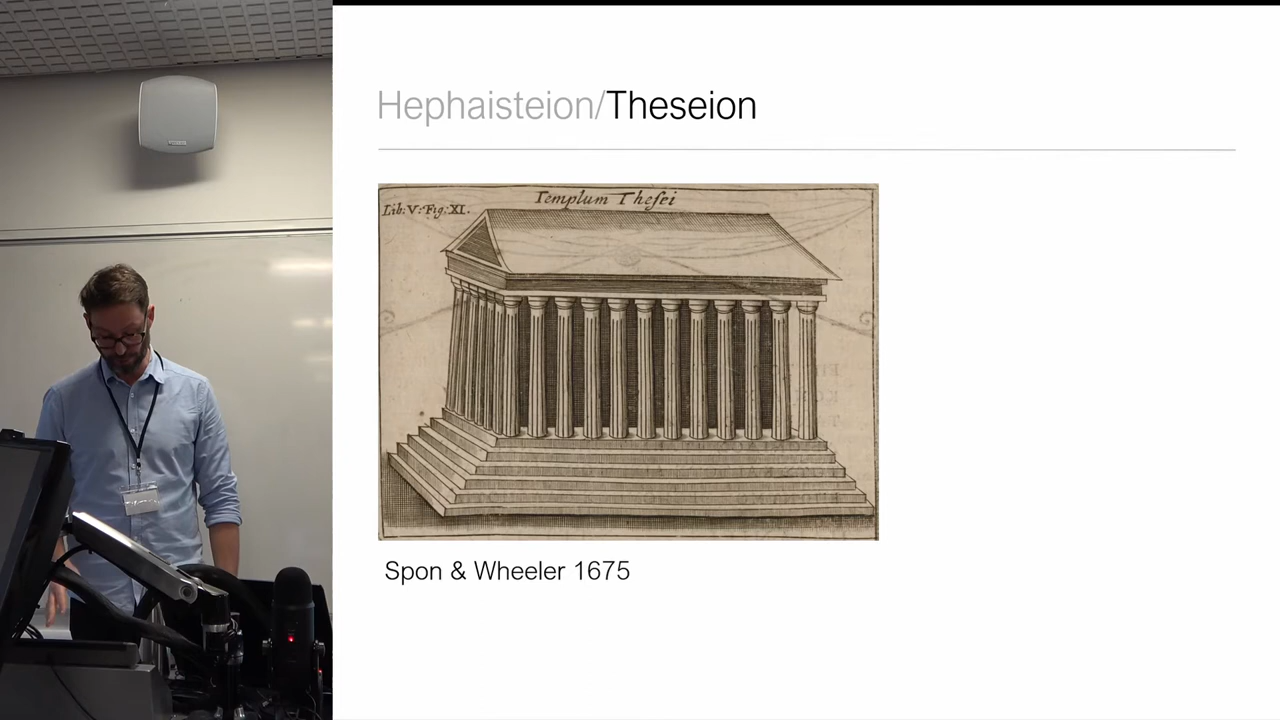 Hephaisteion/Theseion
Templum Thesei
Lib: V: Fig: XI.
Spon & Wheeler 1675